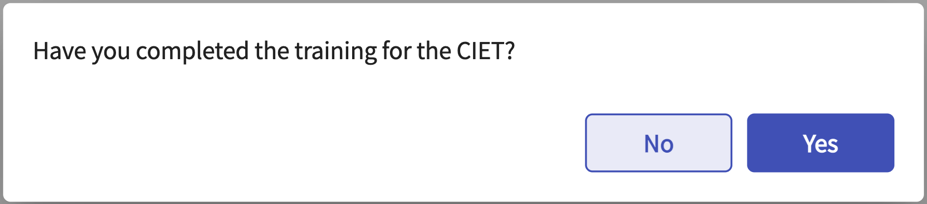 Have you completed the training for the CIET?
No
Yes